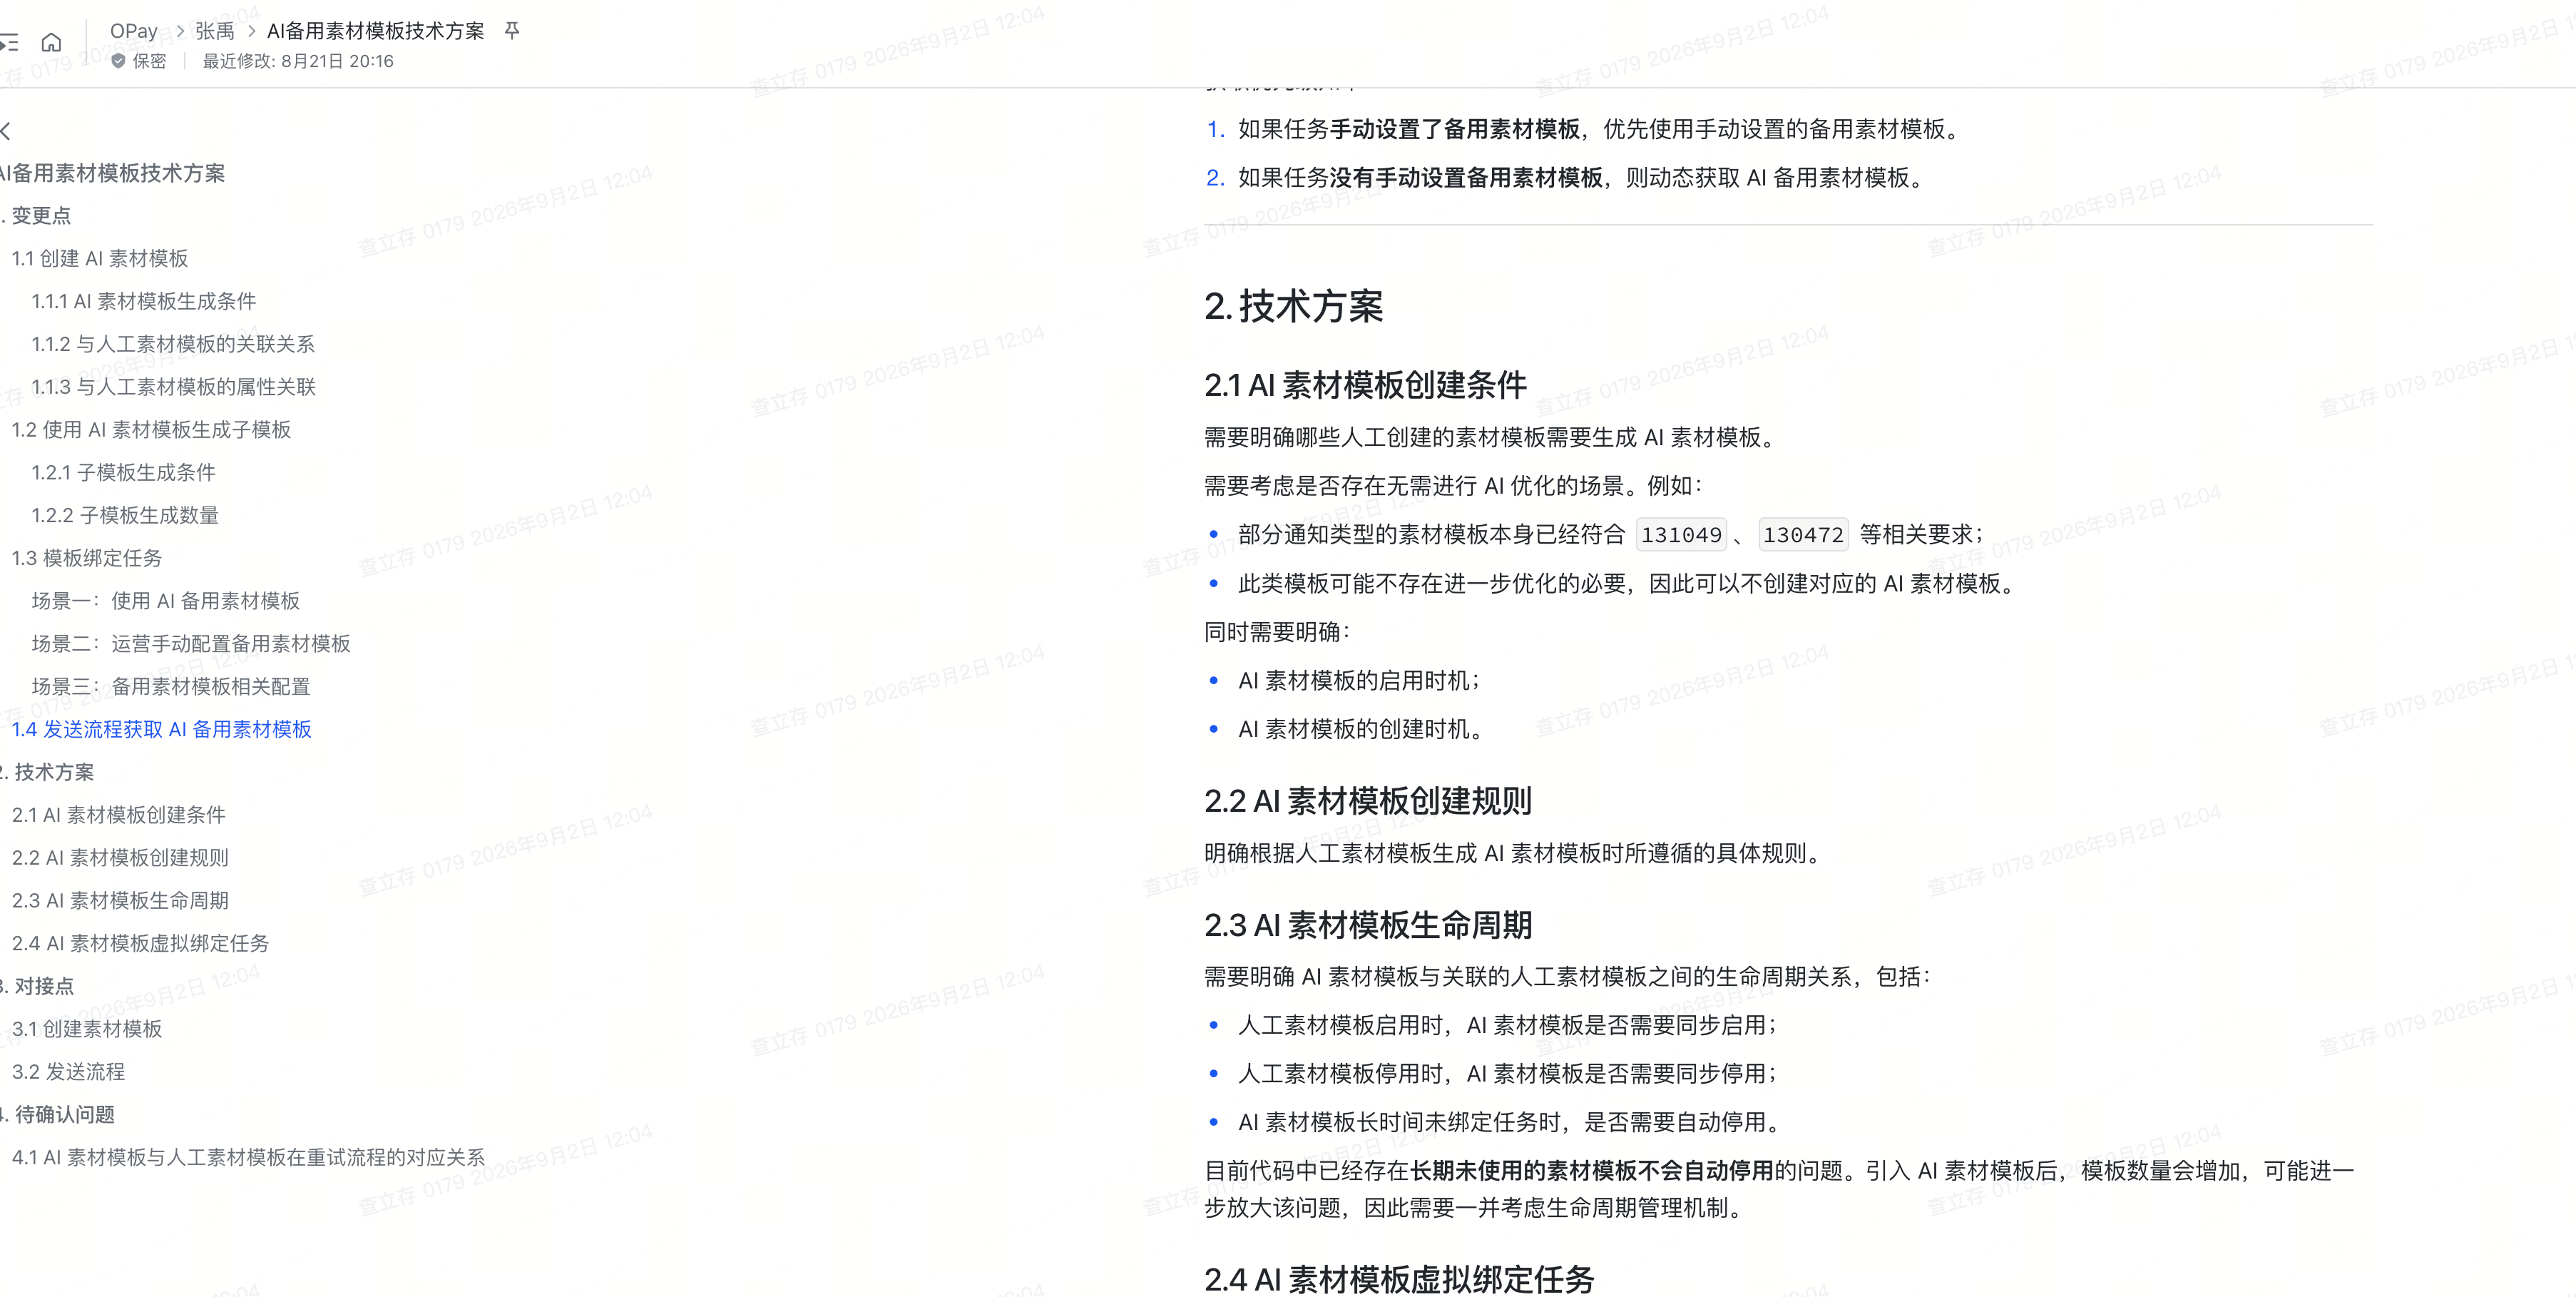 OPay > 张禹 > AI备用素材模板技术方案
保密 | 最近修改: 8月21日 20:16
AI备用素材模板技术方案
. 变更点
1.1 创建 AI 素材模板
1.1.1 AI 素材模板生成条件
1.1.2 与人工素材模板的关联关系
1.1.3 与人工素材模板的属性关联
1.2 使用 AI 素材模板生成子模板
1.2.1 子模板生成条件
1.2.2 子模板生成数量
1.3 模板绑定任务
场景一：使用 AI 备用素材模板
场景二：运营手动配置备用素材模板
场景三：备用素材模板相关配置
1.4 发送流程获取 AI 备用素材模板
2. 技术方案
2.1 AI 素材模板创建条件
2.2 AI 素材模板创建规则
2.3 AI 素材模板生命周期
2.4 AI 素材模板虚拟绑定任务
3. 对接点
3.1 创建素材模板
3.2 发送流程
4. 待确认问题
4.1 AI 素材模板与人工素材模板在重试流程的对应关系
1. 如果任务手动设置了备用素材模板，优先使用手动设置的备用素材模板。
2. 如果任务没有手动设置备用素材模板，则动态获取 AI 备用素材模板。
2. 技术方案
2.1 AI 素材模板创建条件
需要明确哪些人工创建的素材模板需要生成 AI 素材模板。
需要考虑是否存在无需进行 AI 优化的场景。例如：
• 部分通知类型的素材模板本身已经符合 131049 、 130472 等相关要求；
• 此类模板可能不存在进一步优化的必要，因此可以不创建对应的 AI 素材模板。
同时需要明确：
• AI 素材模板的启用时机；
• AI 素材模板的创建时机。
2.2 AI 素材模板创建规则
明确根据人工素材模板生成 AI 素材模板时所遵循的具体规则。
2.3 AI 素材模板生命周期
需要明确 AI 素材模板与关联的人工素材模板之间的生命周期关系，包括：
• 人工素材模板启用时，AI 素材模板是否需要同步启用；
• 人工素材模板停用时，AI 素材模板是否需要同步停用；
• AI 素材模板长时间未绑定任务时，是否需要自动停用。
目前代码中已经存在长期未使用的素材模板不会自动停用的问题。引入 AI 素材模板后，模板数量会增加，可能进一
步放大该问题，因此需要一并考虑生命周期管理机制。
2.4 AI 素材模板虚拟绑定任务
查立存 0179 2026年9月2日 12:04